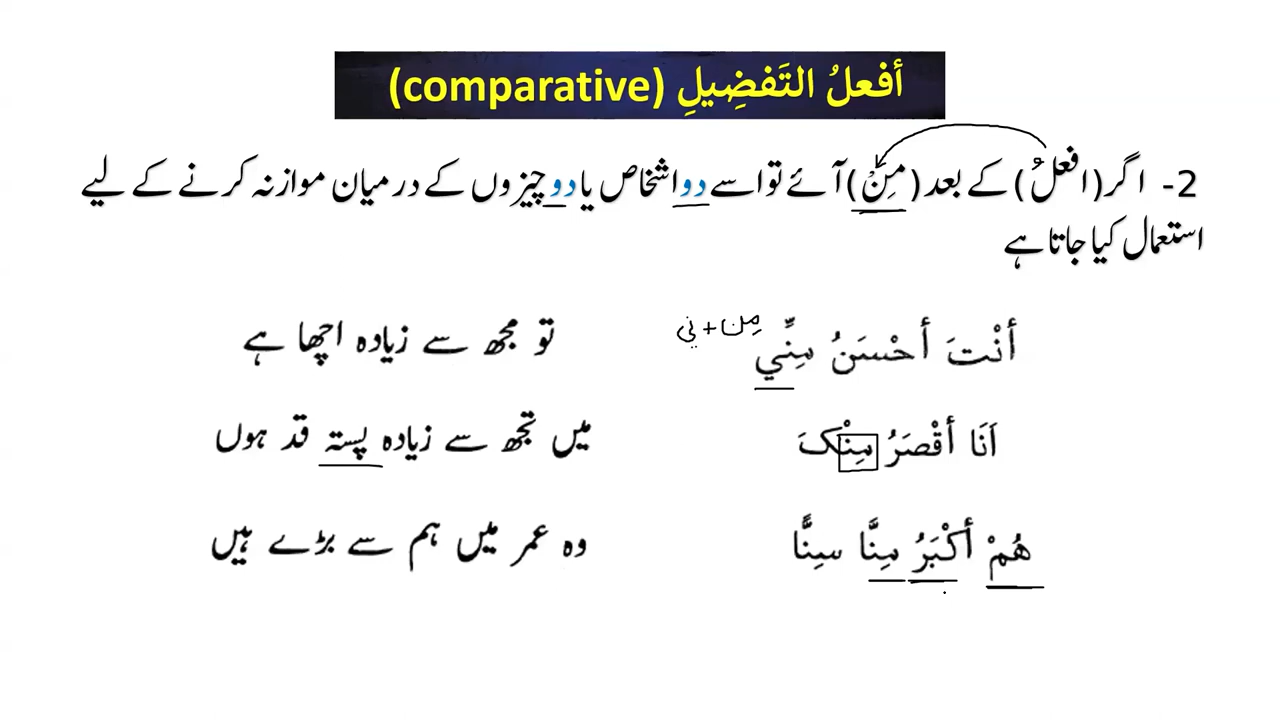 أفعلُ التَفضِيلِ (comparative)
2- اگر (افعلُ) کے بعد (مِنْ) آئے تو اسے دو اشخاص یا دو چیزوں کے درمیان موازنہ کرنے کے لیے
استعمال کیا جاتا ہے
مِن + ني
أَنْتَ أَحْسَنُ مِنِّي تو مجھ سے زیادہ اچھا ہے
اَنَا أَقْصَرُ مِنْکَ میں تجھ سے زیادہ پستہ قد ہوں
هُمْ أَكْبَرُ مِنَّا سِنًّا وہ عمر میں ہم سے بڑے ہیں